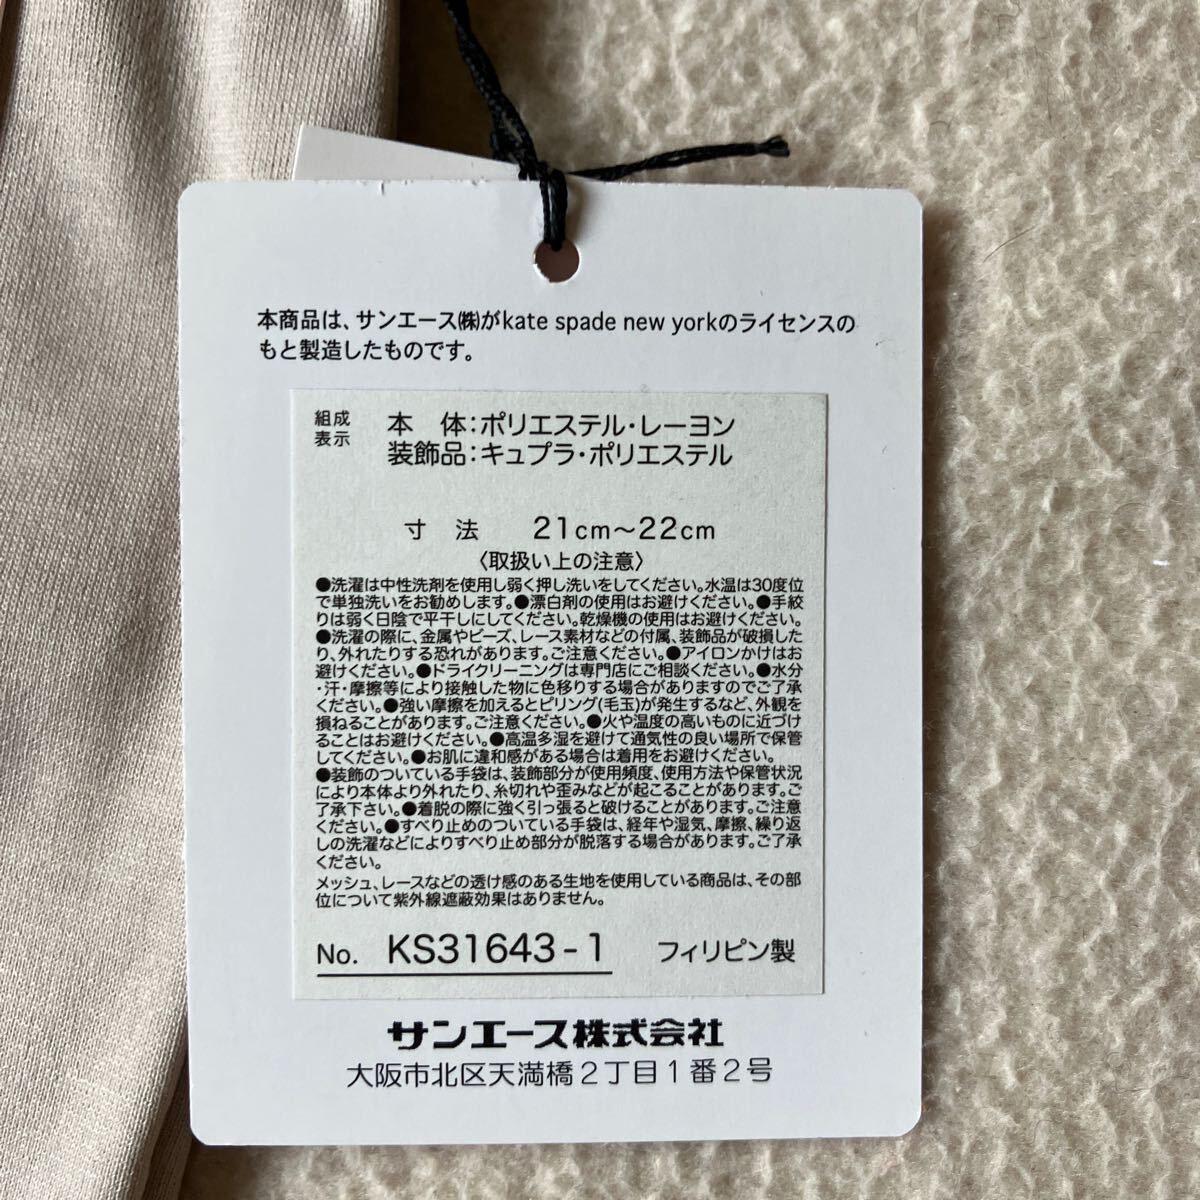 本商品は、サンエース㈱がkate spade new yorkのライセンスの
もと製造したものです。
組成
表示
本　体：ポリエステル・レーヨン
装飾品：キュプラ・ポリエステル
寸　法　21cm～22cm
〈取扱い上の注意〉
●洗濯は中性洗剤を使用し弱く押し洗いをしてください。水温は30度位
で単独洗いをお勧めします。●漂白剤の使用はお避けください。●手絞
りは弱く日陰で平干しにしてください。乾燥機の使用はお避けください。
●洗濯の際に、金属やビーズ、レース素材などの付属、装飾品が破損した
り、外れたりする恐れがあります。ご注意ください。●アイロンかけはお
避けください。●ドライクリーニングは専門店にご相談ください。●水分
・汗・摩擦等により接触した物に色移りする場合がありますのでご了承
ください。●強い摩擦を加えるとピリング(毛玉)が発生するなど、外観を
損ねることがあります。ご注意ください。●火や温度の高いものに近づけ
ることはお避けください。●高温多湿を避けて通気性の良い場所で保管
してください。●お肌に違和感がある場合は着用をお避けください。
●装飾のついている手袋は、装飾部分が使用頻度、使用方法や保管状況
により本体より外れたり、糸切れや歪みなどが起こることがあります。ご
了承下さい。●着脱の際に強く引っ張ると破けることがあります。ご注意
ください。●すべり止めのついている手袋は、経年や湿気、摩擦、繰り返
しの洗濯などによりすべり止め部分が脱落する場合があります。ご了承
ください。
メッシュ、レースなどの透け感のある生地を使用している商品は、その部
位について紫外線遮蔽効果はありません。
No. KS31643-1　フィリピン製
サンエース株式会社
大阪市北区天満橋2丁目1番2号